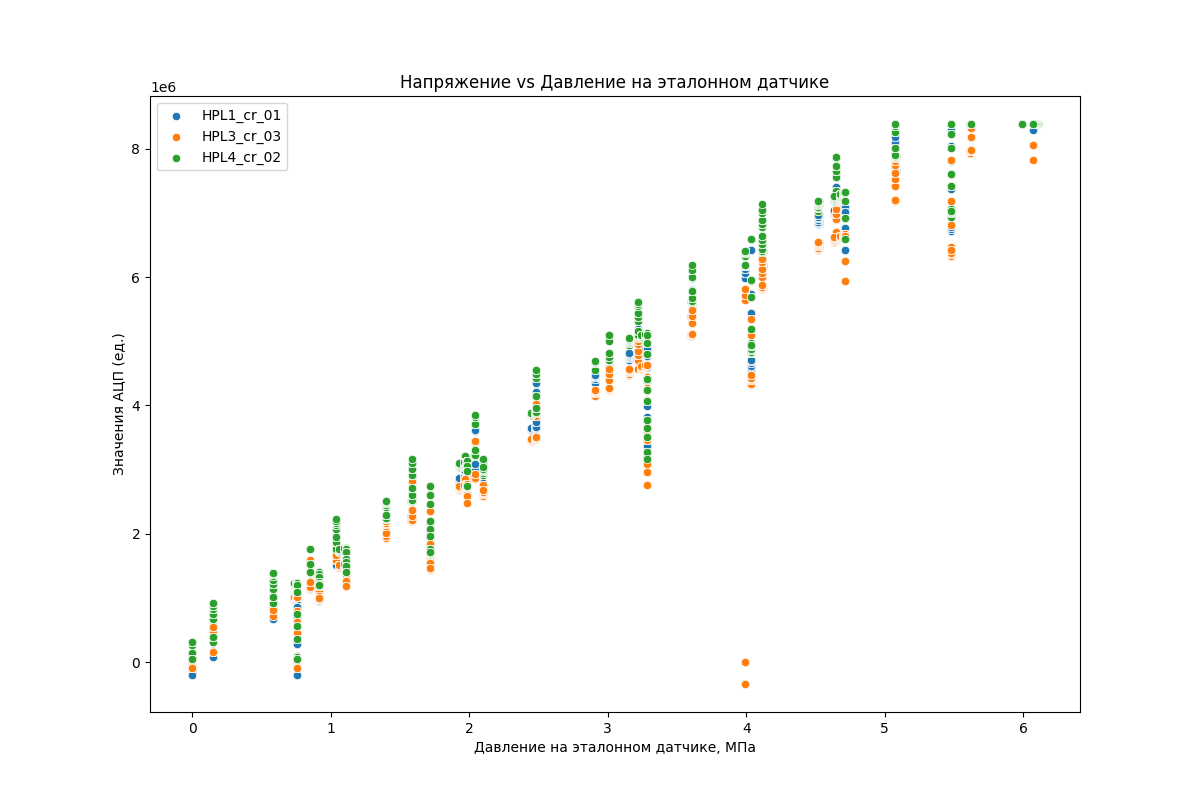 Напряжение vs Давление на эталонном датчике
1e6
HPL1_cr_01
HPL3_cr_03
HPL4_cr_02
8
6
4
2
0
Значения АЦП (ед.)
0 1 2 3 4 5 6
Давление на эталонном датчике, МПа